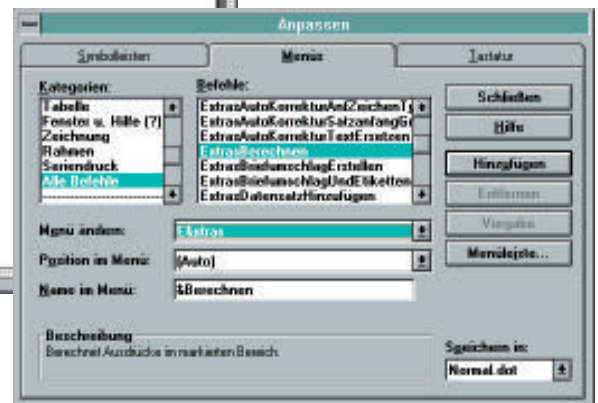 Anpassen
Symbolleisten
Menüs
Tastatur
Kategorien:
Tabelle
Fenster u. Hilfe (?)
Zeichnung
Rahmen
Seriendruck
Alle Befehle
Befehle:
ExtrasAutoKorrekturAnfZeichenTy
ExtrasAutoKorrekturSatzanfangGr
ExtrasAutoKorrekturTextErsetzen
ExtrasBerechnen
ExtrasBriefumschlagErstellen
ExtrasBriefumschlagUndEtiketten
ExtrasDatensatzHinzufügen
Schließen
Hilfe
Hinzufügen
Entfernen
Vorgabe
Menüleiste...
Menü ändern:
E&xtras
Position im Menü:
(Auto)
Name im Menü:
&Berechnen
Beschreibung
Berechnet Ausdrücke im markierten Bereich.
Speichern in:
Normal.dot